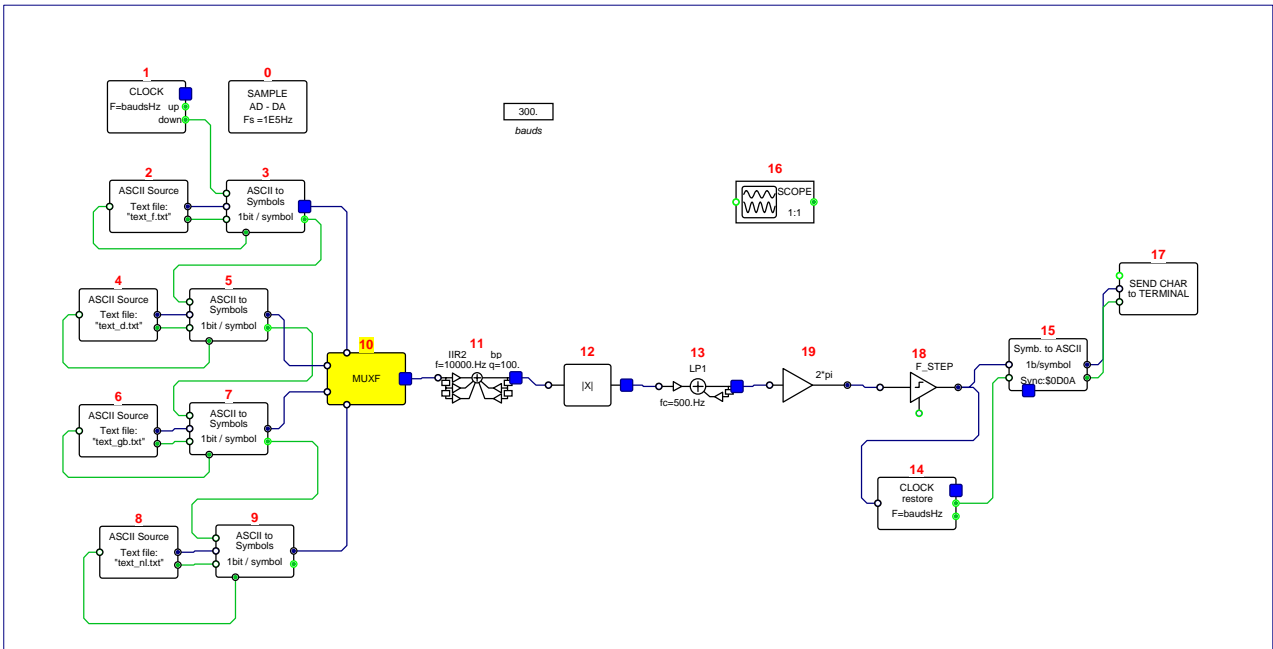 1
CLOCK
F=baudsHz up
down
0
SAMPLE
AD - DA
Fs =1E5Hz
300.
bauds
2
ASCII Source
Text file:
"text_f.txt"
3
ASCII to
Symbols
1bit / symbol
16
SCOPE
1:1
4
ASCII Source
Text file:
"text_d.txt"
5
ASCII to
Symbols
1bit / symbol
17
SEND CHAR
to TERMINAL
10
MUXF
11
IIR2 bp
f=10000.Hz q=100.
12
|X|
13
LP1
fc=500.Hz
19
2*pi
18
F_STEP
15
Symb. to ASCII
1b/symbol
Sync:$0D0A
6
ASCII Source
Text file:
"text_gb.txt"
7
ASCII to
Symbols
1bit / symbol
14
CLOCK
restore
F=baudsHz
8
ASCII Source
Text file:
"text_nl.txt"
9
ASCII to
Symbols
1bit / symbol